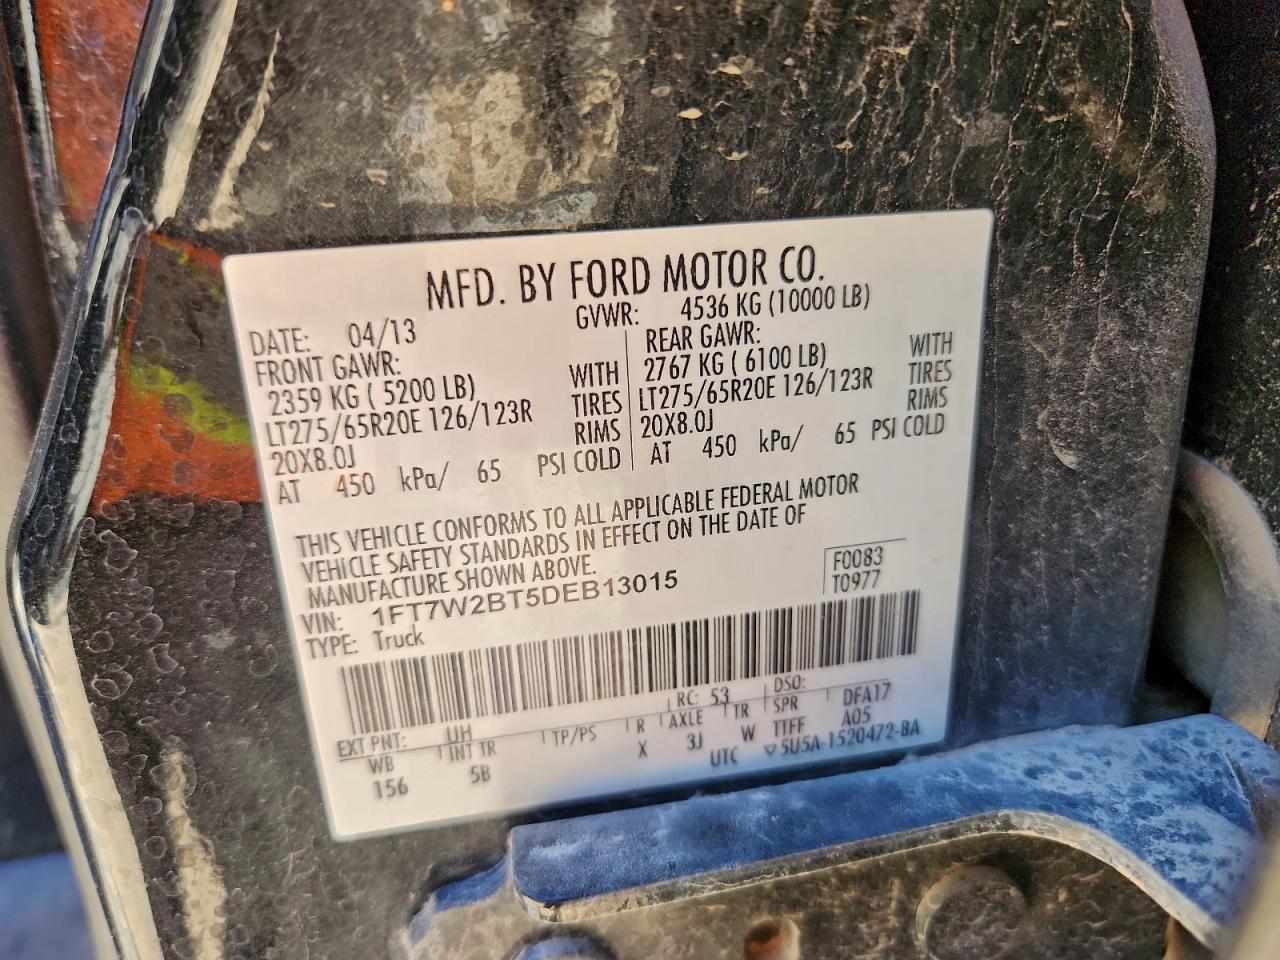 MFD. BY FORD MOTOR CO.
DATE: 04/13 GVWR: 4536 KG (10000 LB)
FRONT GAWR:
2359 KG ( 5200 LB) WITH
LT275/65R20E 126/123R TIRES
20X8.0J RIMS
AT 450 kPa/ 65 PSI COLD
REAR GAWR:
2767 KG ( 6100 LB) WITH
LT275/65R20E 126/123R TIRES
20X8.0J RIMS
AT 450 kPa/ 65 PSI COLD
THIS VEHICLE CONFORMS TO ALL APPLICABLE FEDERAL MOTOR
VEHICLE SAFETY STANDARDS IN EFFECT ON THE DATE OF
MANUFACTURE SHOWN ABOVE.
VIN: 1FT7W2BT5DEB13015
TYPE: Truck
F0083
T0977
EXT PNT: UH RC: 53 DSO:
WB INT TR TP/PS R AXLE TR SPR DFA17
156 5B X 3J W TTFF A05
UTC ▽5U5A-1520472-BA